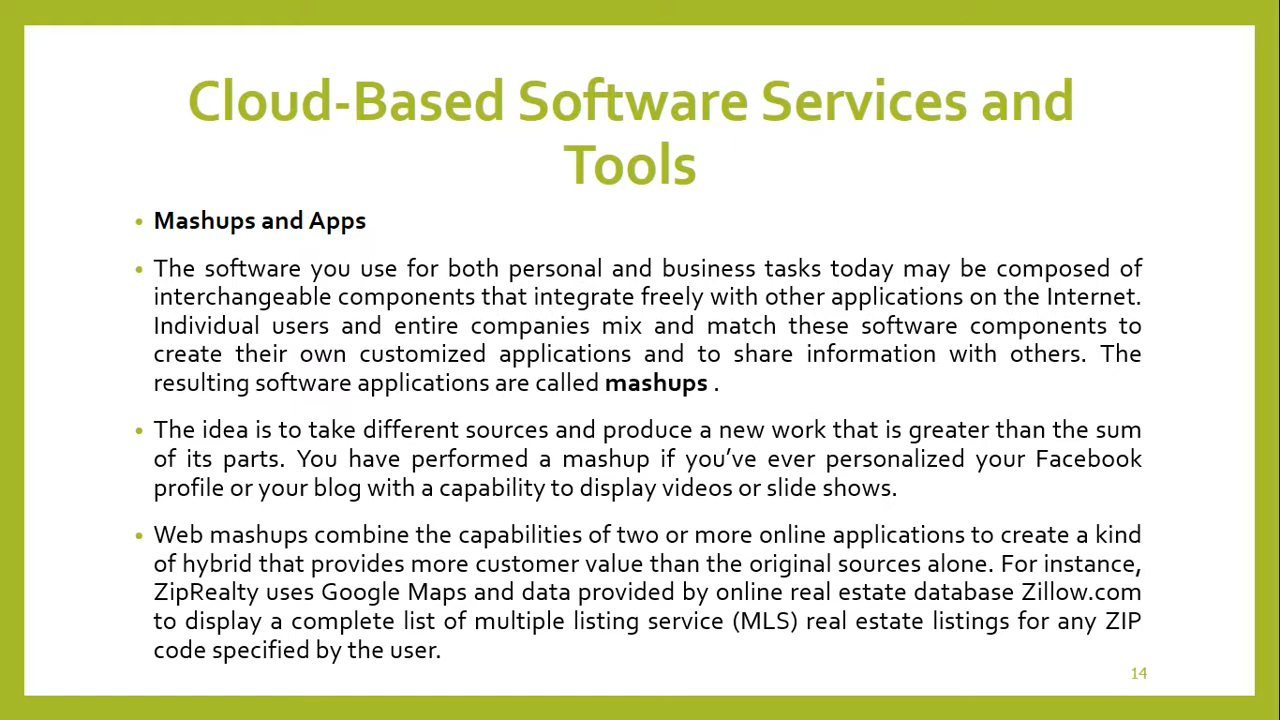 Cloud-Based Software Services and
Tools
• Mashups and Apps
• The software you use for both personal and business tasks today may be composed of
interchangeable components that integrate freely with other applications on the Internet.
Individual users and entire companies mix and match these software components to
create their own customized applications and to share information with others. The
resulting software applications are called mashups .
• The idea is to take different sources and produce a new work that is greater than the sum
of its parts. You have performed a mashup if you’ve ever personalized your Facebook
profile or your blog with a capability to display videos or slide shows.
• Web mashups combine the capabilities of two or more online applications to create a kind
of hybrid that provides more customer value than the original sources alone. For instance,
ZipRealty uses Google Maps and data provided by online real estate database Zillow.com
to display a complete list of multiple listing service (MLS) real estate listings for any ZIP
code specified by the user.
14